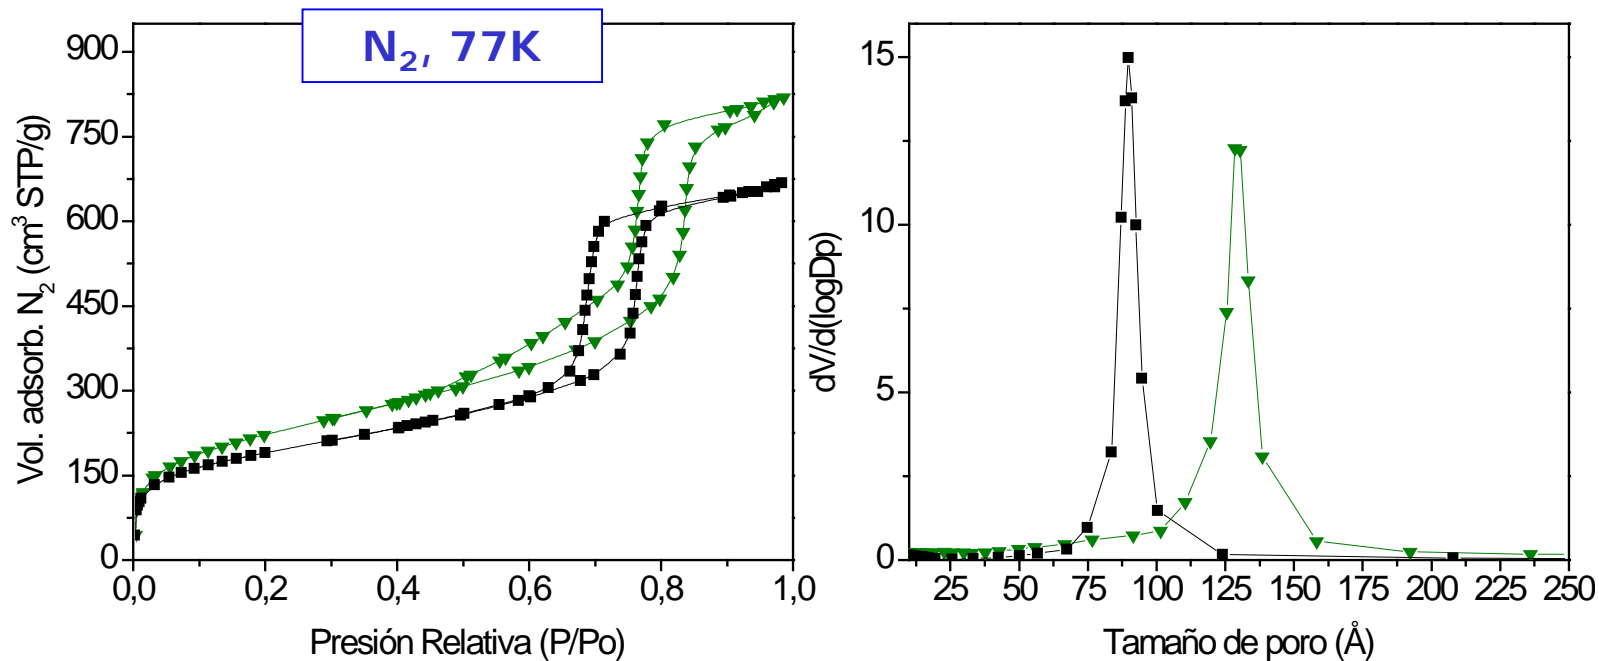 N₂, 77K
Vol. adsorb. N₂ (cm³ STP/g)
900
750
600
450
300
150
0
0,0 0,2 0,4 0,6 0,8 1,0
Presión Relativa (P/Po)
dV/d(logDp)
15
10
5
0
25 50 75 100 125 150 175 200 225 250
Tamaño de poro (Å)